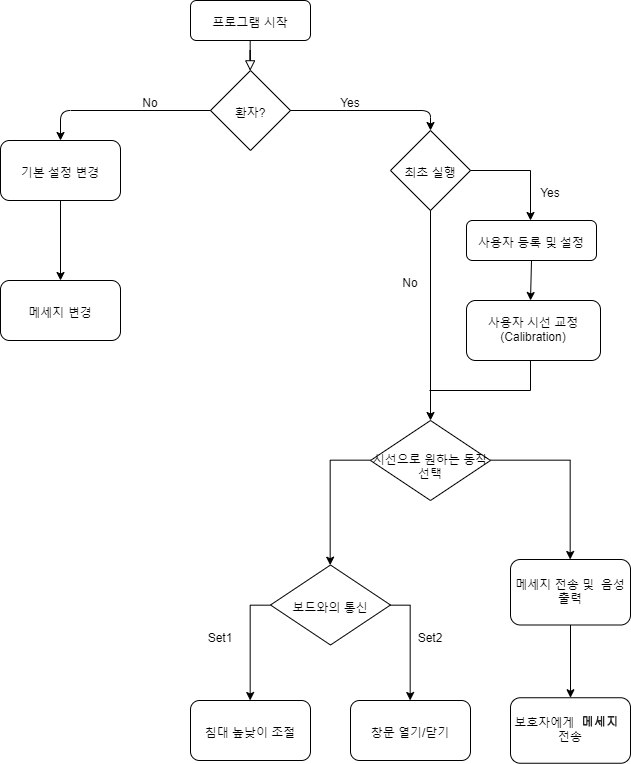 프로그램 시작
환자?
No
Yes
기본 설정 변경
메세지 변경
최초 실행
Yes
No
사용자 등록 및 설정
사용자 시선 교정
(Calibration)
시선으로 원하는 동작
선택
보드와의 통신
Set1
Set2
침대 높낮이 조절
창문 열기/닫기
메세지 전송 및 음성
출력
보호자에게 메세지
전송